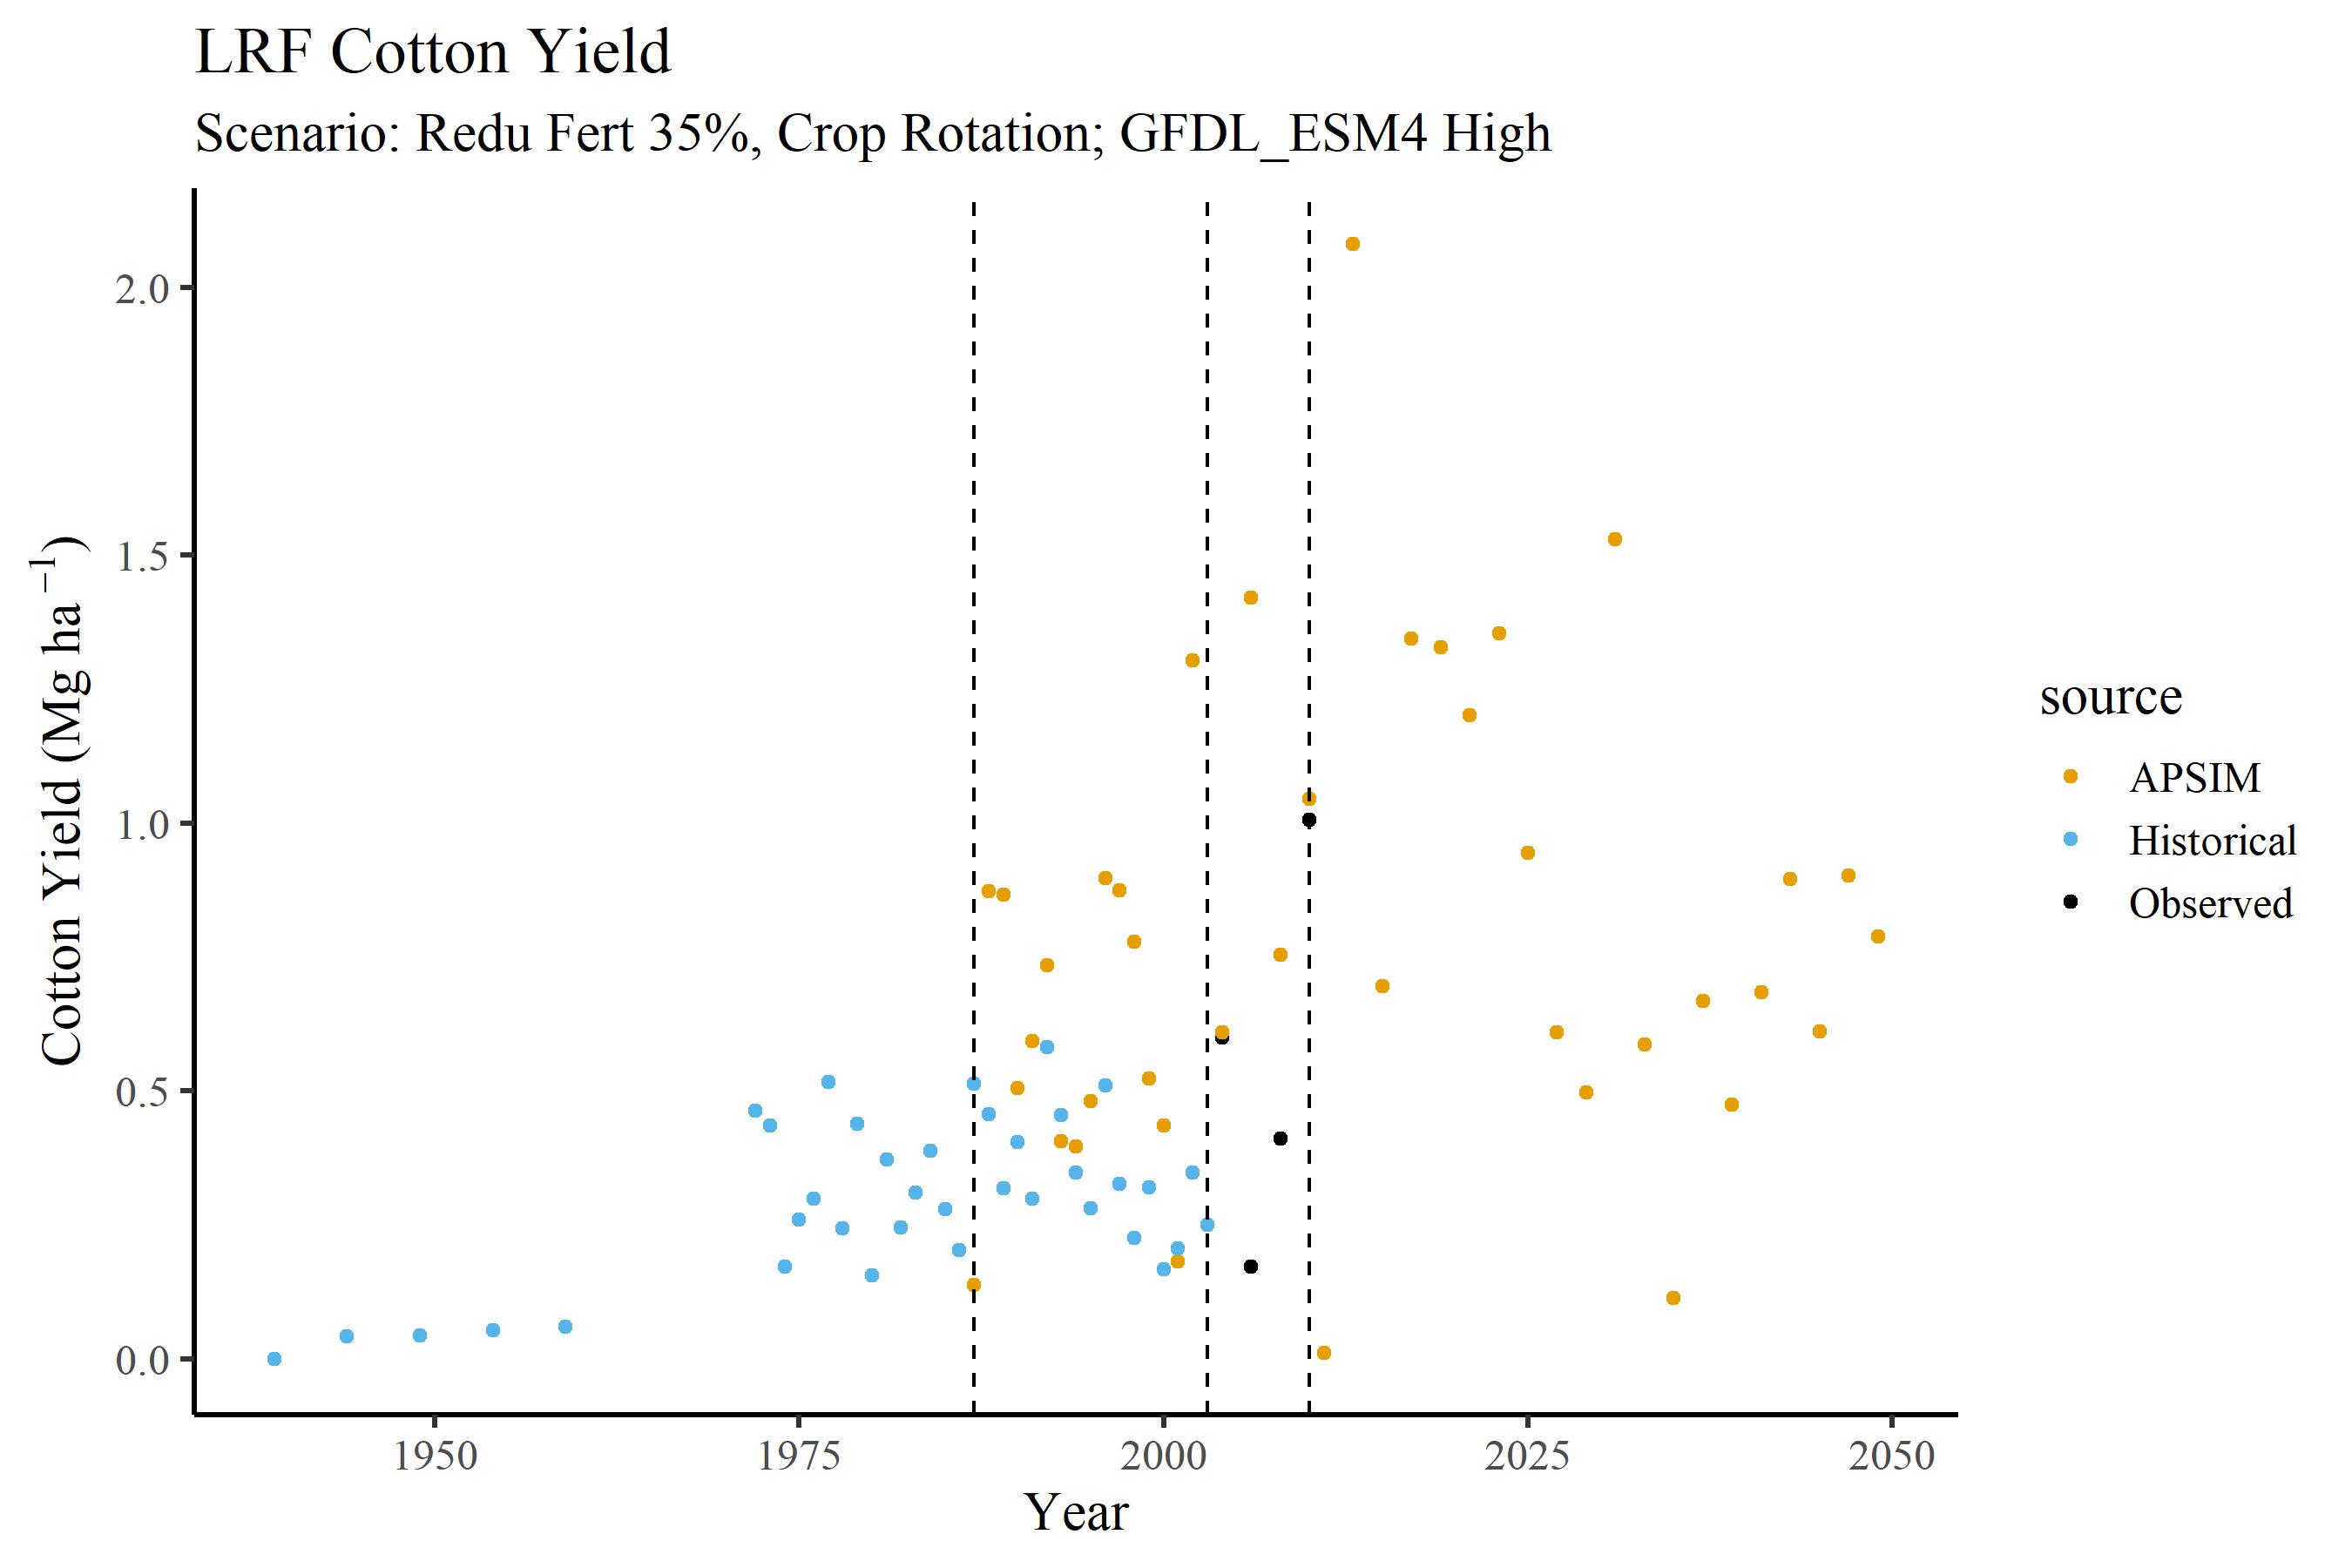 LRF Cotton Yield
Scenario: Redu Fert 35%, Crop Rotation; GFDL_ESM4 High
Cotton Yield (Mg ha −1)
2.0
1.5
1.0
0.5
0.0
1950 1975 2000 2025 2050
Year
source
APSIM
Historical
Observed